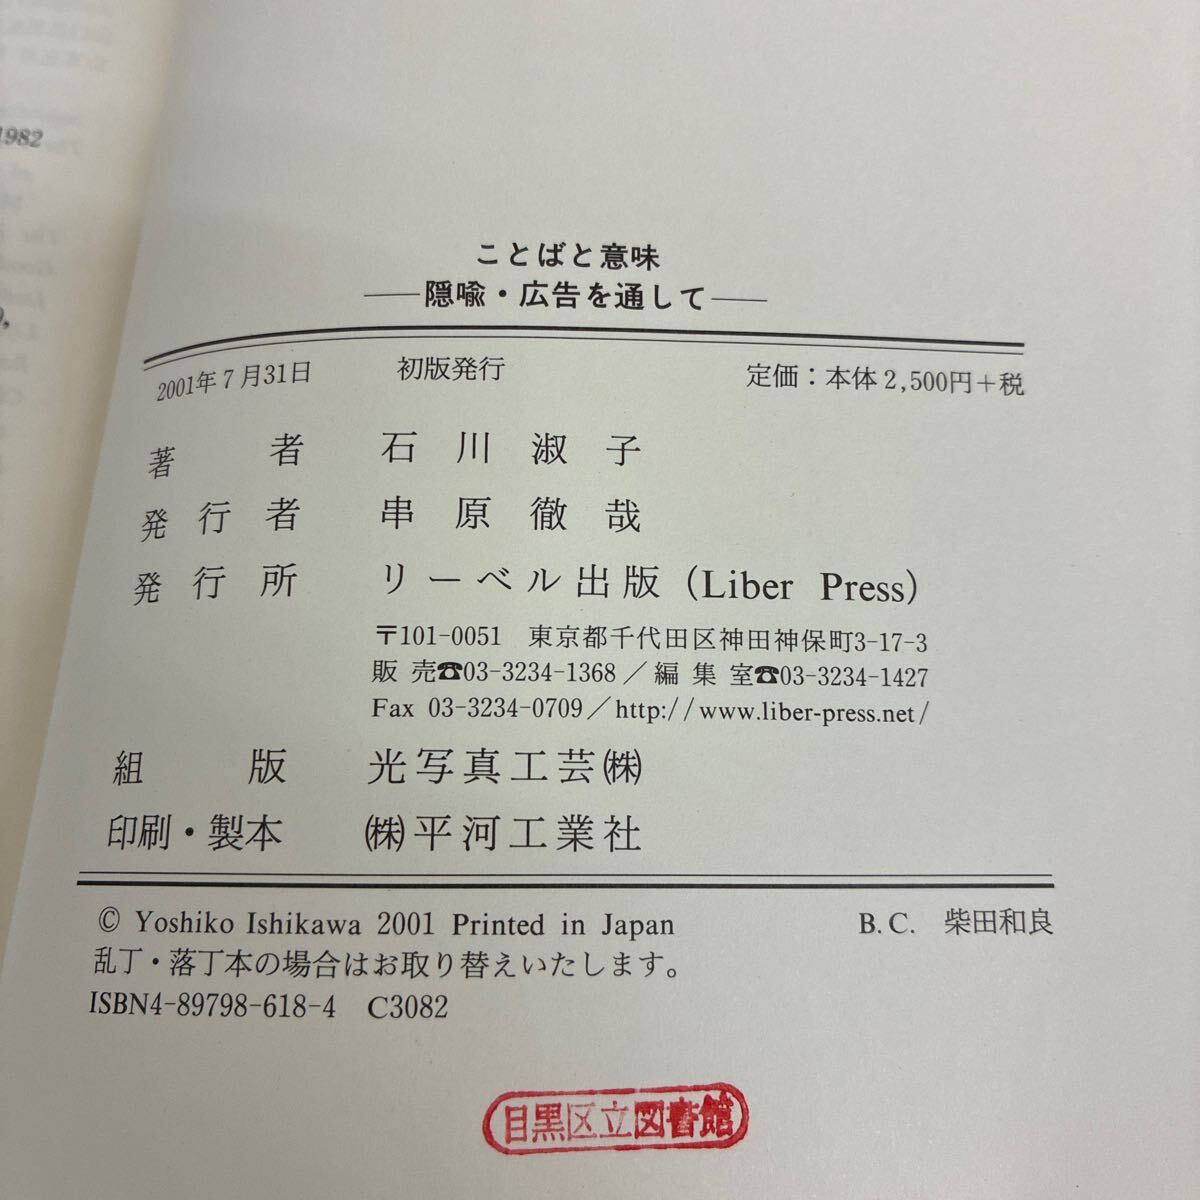 1982
ことばと意味
――隠喩・広告を通して――
2001年7月31日 初版発行 定価：本体2,500円＋税
著者 石川淑子
発行者 串原徹哉
発行所 リーベル出版(Liber Press)
〒101-0051 東京都千代田区神田神保町3-17-3
販売☎03-3234-1368／編集室☎03-3234-1427
Fax 03-3234-0709／http://www.liber-press.net/
組版 光写真工芸㈱
印刷・製本 ㈱平河工業社
© Yoshiko Ishikawa 2001 Printed in Japan B.C. 柴田和良
乱丁・落丁本の場合はお取り替えいたします。
ISBN4-89798-618-4 C3082
目黒区立図書館